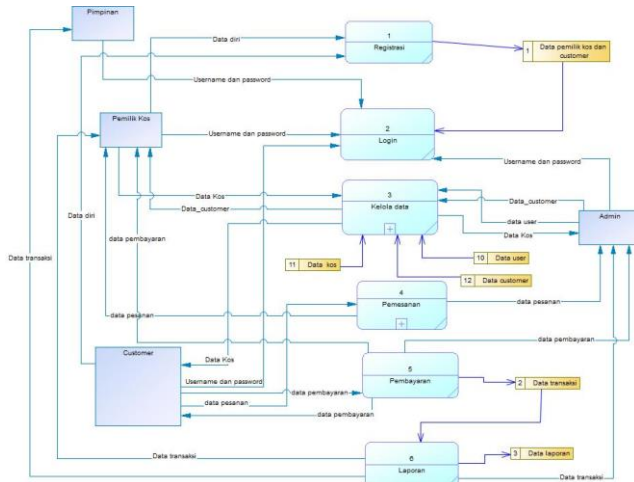 Pimpinan
1
Registrasi
Data diri
1 Data pemilik kos dan
customer
Username dan password
Pemilik Kos
Username dan password
2
Login
Username dan password
Data Kos
Data_customer
3
Kelola data
Data_customer
data user
Data Kos
Admin
Data diri
data pembayaran
Data transaksi
11 Data kos
10 Data user
12 Data customer
4
Pemesanan
data pesanan
data pesanan
Customer
Data Kos
Username dan password
data pembayaran
data pesanan
data pembayaran
data pembayaran
5
Pembayaran
2 Data transaksi
Data transaksi
6
Laporan
3 Data laporan
Data transaksi